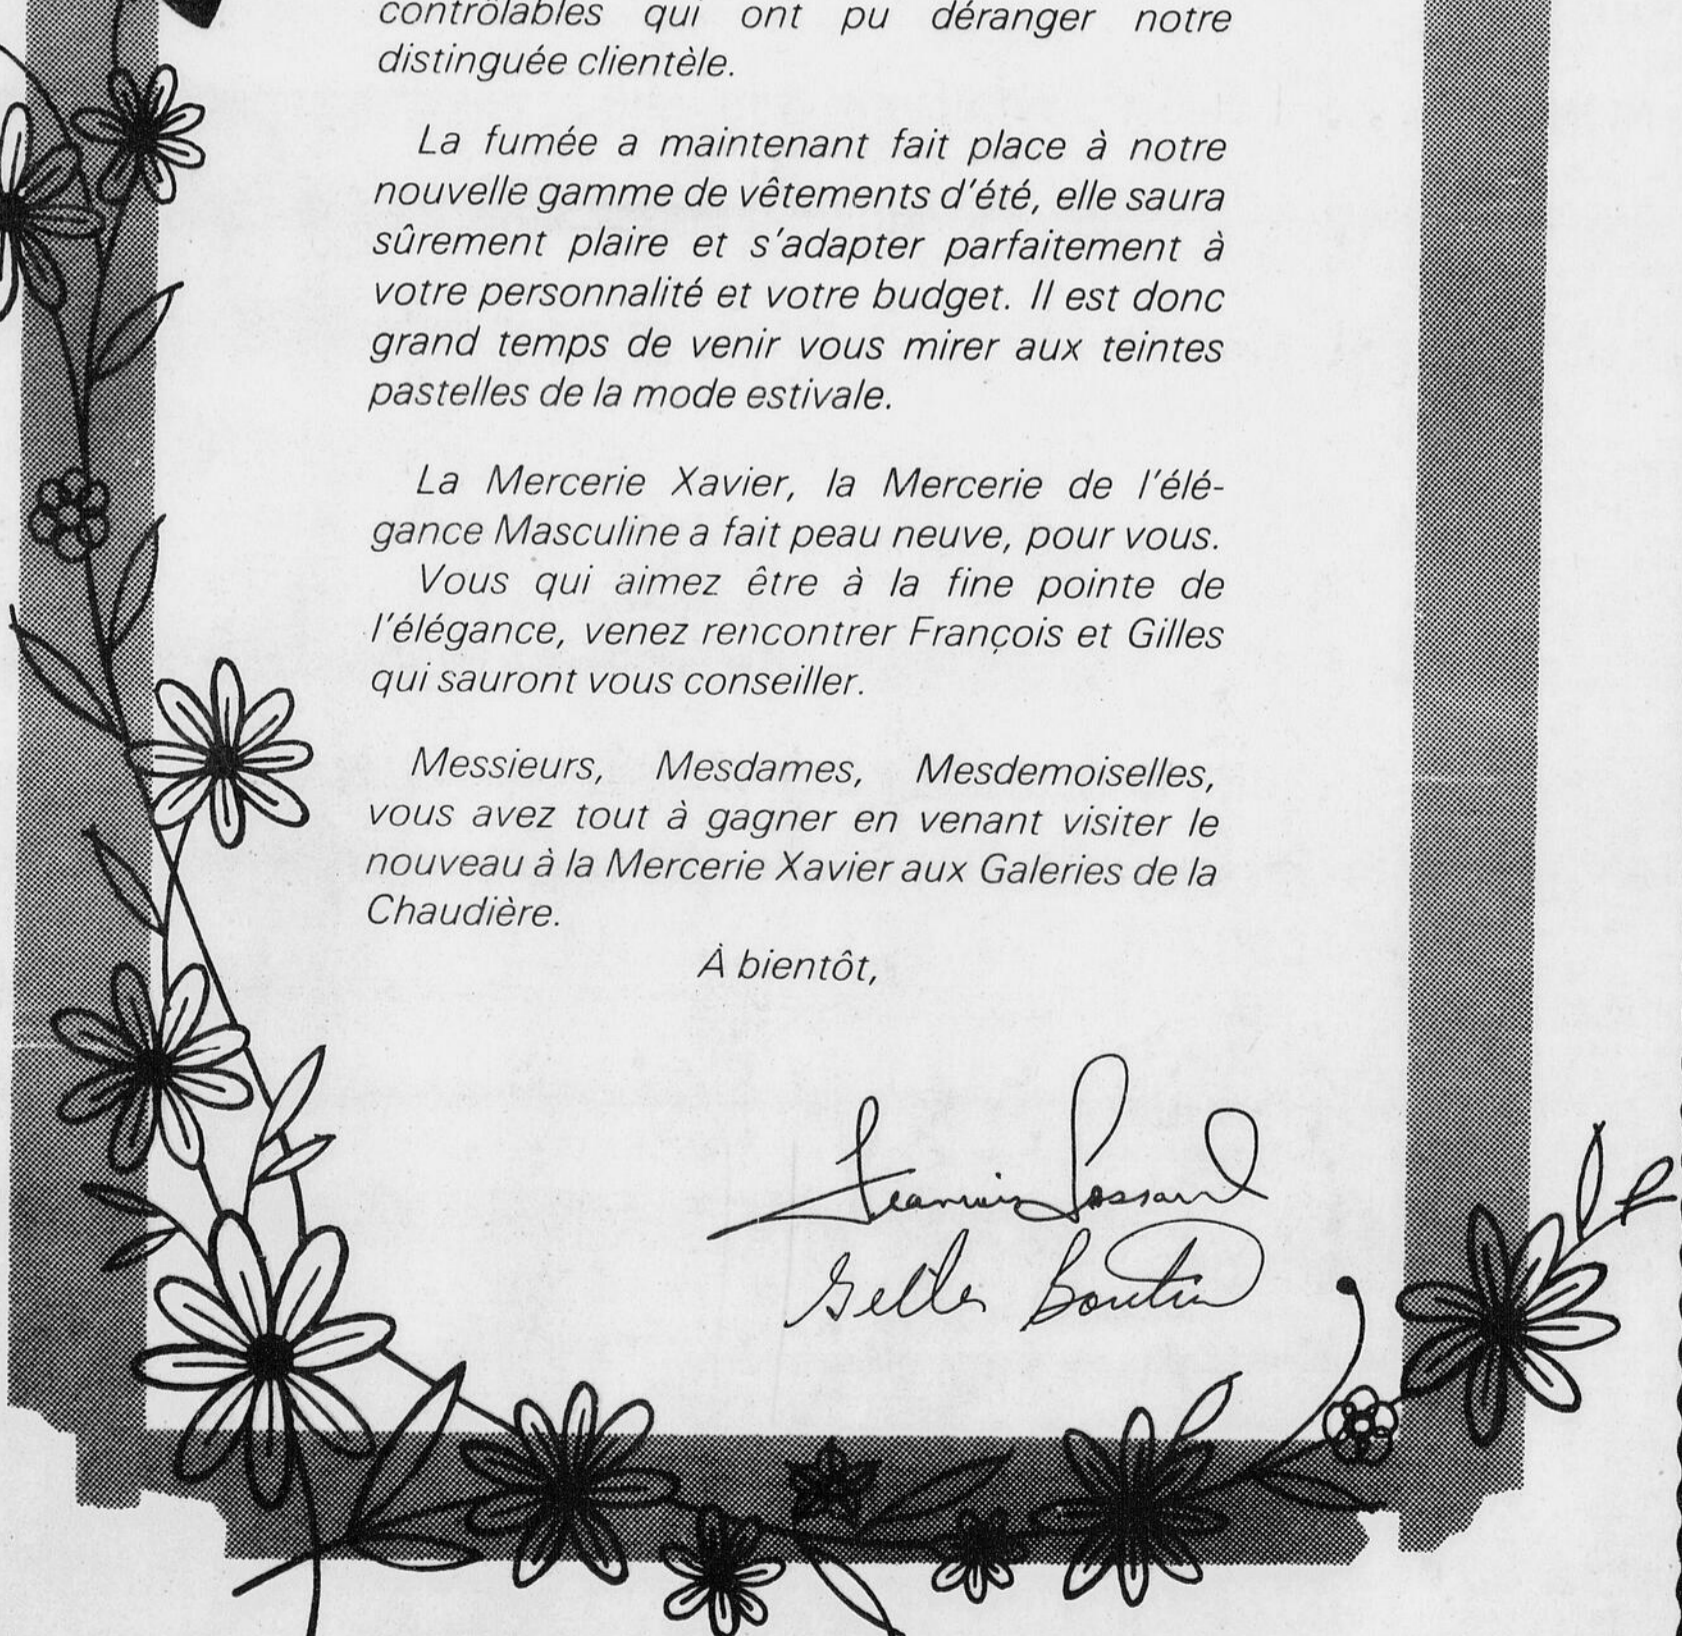 contrôlables qui ont pu déranger notre
distinguée clientèle.
La fumée a maintenant fait place à notre
nouvelle gamme de vêtements d'été, elle saura
sûrement plaire et s'adapter parfaitement à
votre personnalité et votre budget. Il est donc
grand temps de venir vous mirer aux teintes
pastelles de la mode estivale.
La Mercerie Xavier, la Mercerie de l'élé-
gance Masculine a fait peau neuve, pour vous.
Vous qui aimez être à la fine pointe de
l'élégance, venez rencontrer François et Gilles
qui sauront vous conseiller.
Messieurs, Mesdames, Mesdemoiselles,
vous avez tout à gagner en venant visiter le
nouveau à la Mercerie Xavier aux Galeries de la
Chaudière.
À bientôt,
Gilles Boutin